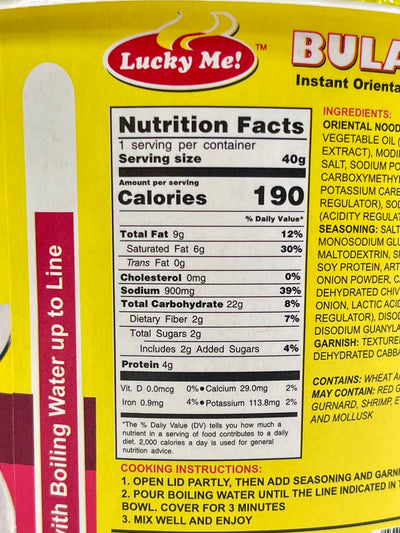 Lucky Me!
TM
BULA
Instant Orienta
Nutrition Facts
1 serving per container
Serving size 40g
Amount per serving
Calories 190
% Daily Value*
Total Fat 9g 12%
Saturated Fat 6g 30%
Trans Fat 0g
Cholesterol 0mg 0%
Sodium 900mg 39%
Total Carbohydrate 22g 8%
Dietary Fiber 2g 7%
Total Sugars 2g
Includes 2g Added Sugars 4%
Protein 4g
Vit. D 0.0mcg 0% • Calcium 29.0mg 2%
Iron 0.9mg 4% • Potassium 113.8mg 2%
*The % Daily Value (DV) tells you how much a
nutrient in a serving of food contributes to a daily
diet. 2,000 calories a day is used for general
nutrition advice.
INGREDIENTS:
ORIENTAL NOOD
VEGETABLE OIL (
EXTRACT), MODI
SALT, SODIUM PO
CARBOXYMETHY
POTASSIUM CARB
REGULATOR), SOD
(ACIDITY REGULAT
SEASONING: SALT
MONOSODIUM GLU
MALTODEXTRIN, SP
SOY PROTEIN, ART
ONION POWDER, CA
DEHYDRATED CHIV
ONION, LACTIC ACID
REGULATOR), DISOD
DISODIUM GUANYLA
GARNISH: TEXTURE
DEHYDRATED CABBA
CONTAINS: WHEAT A
MAY CONTAIN: RED G
GURNARD, SHRIMP, E
AND MOLLUSK
COOKING INSTRUCTIONS:
1. OPEN LID PARTLY, THEN ADD SEASONING AND GARNI
2. POUR BOILING WATER UNTIL THE LINE INDICATED IN T
BOWL. COVER FOR 3 MINUTES
3. MIX WELL AND ENJOY
with Boiling Water up to Line